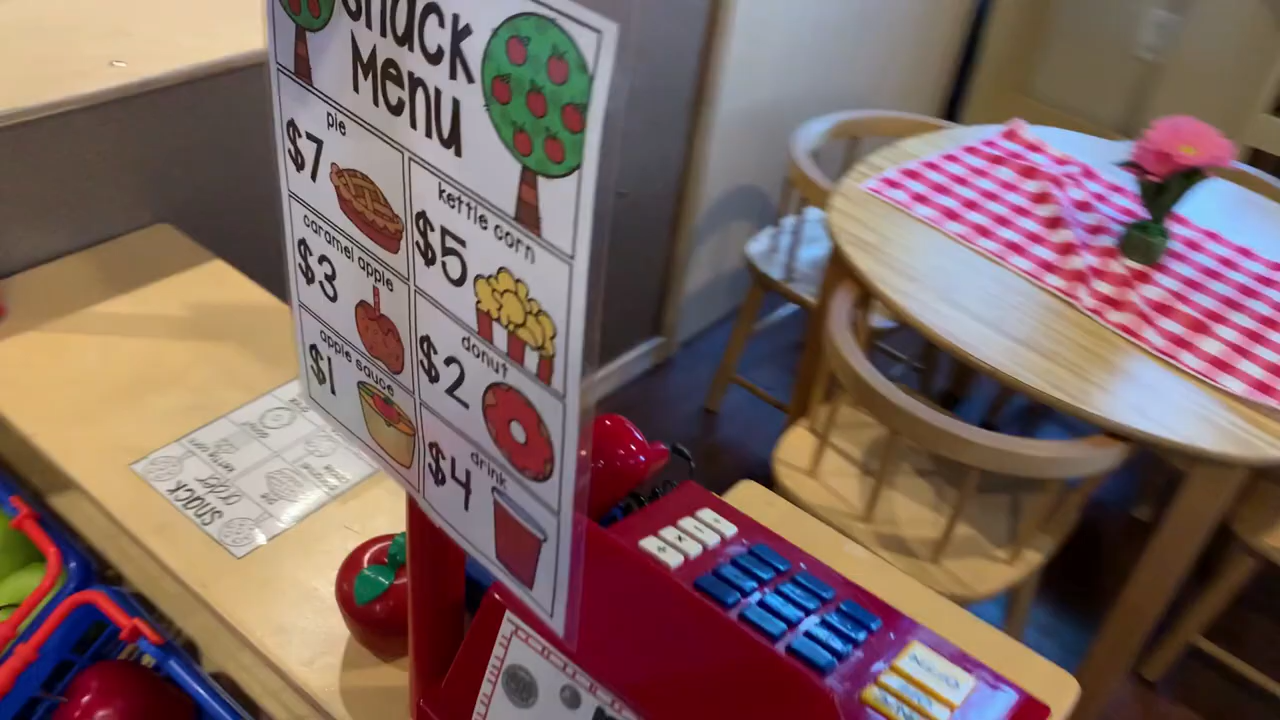 Snack
Menu
pie
$7
kettle corn
$5
caramel apple
$3
donut
$2
apple sauce
$1
drink
$4
snack
order